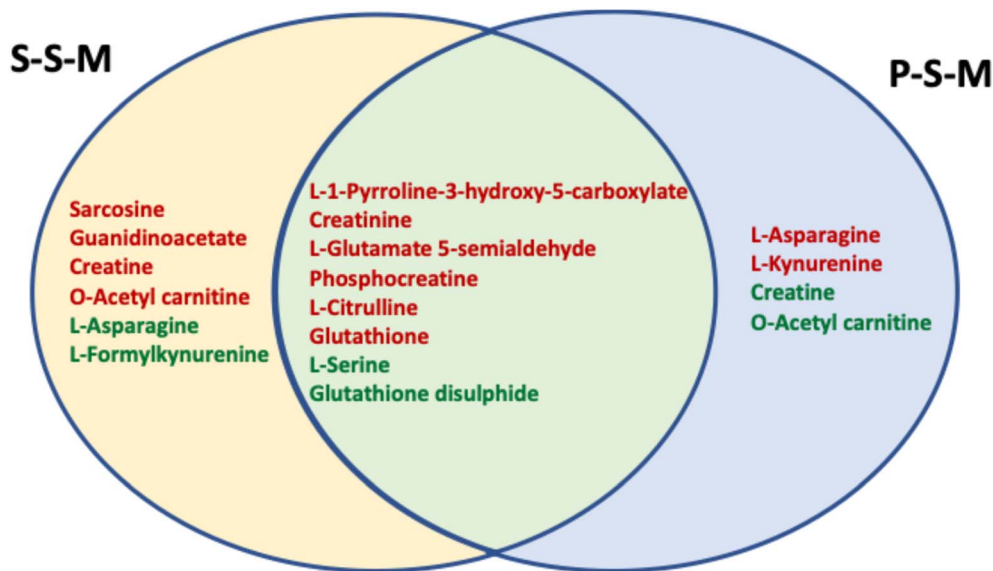 S-S-M
P-S-M
Sarcosine
Guanidinoacetate
Creatine
O-Acetyl carnitine
L-Asparagine
L-Formylkynurenine
L-1-Pyrroline-3-hydroxy-5-carboxylate
Creatinine
L-Glutamate 5-semialdehyde
Phosphocreatine
L-Citrulline
Glutathione
L-Serine
Glutathione disulphide
L-Asparagine
L-Kynurenine
Creatine
O-Acetyl carnitine